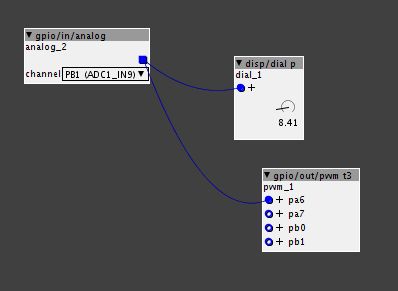 gpio/in/analog
analog_2
channel PB1 (ADC1_IN9)
disp/dial p
dial_1
+
8.41
gpio/out/pwm t3
pwm_1
+ pa6
+ pa7
+ pb0
+ pb1